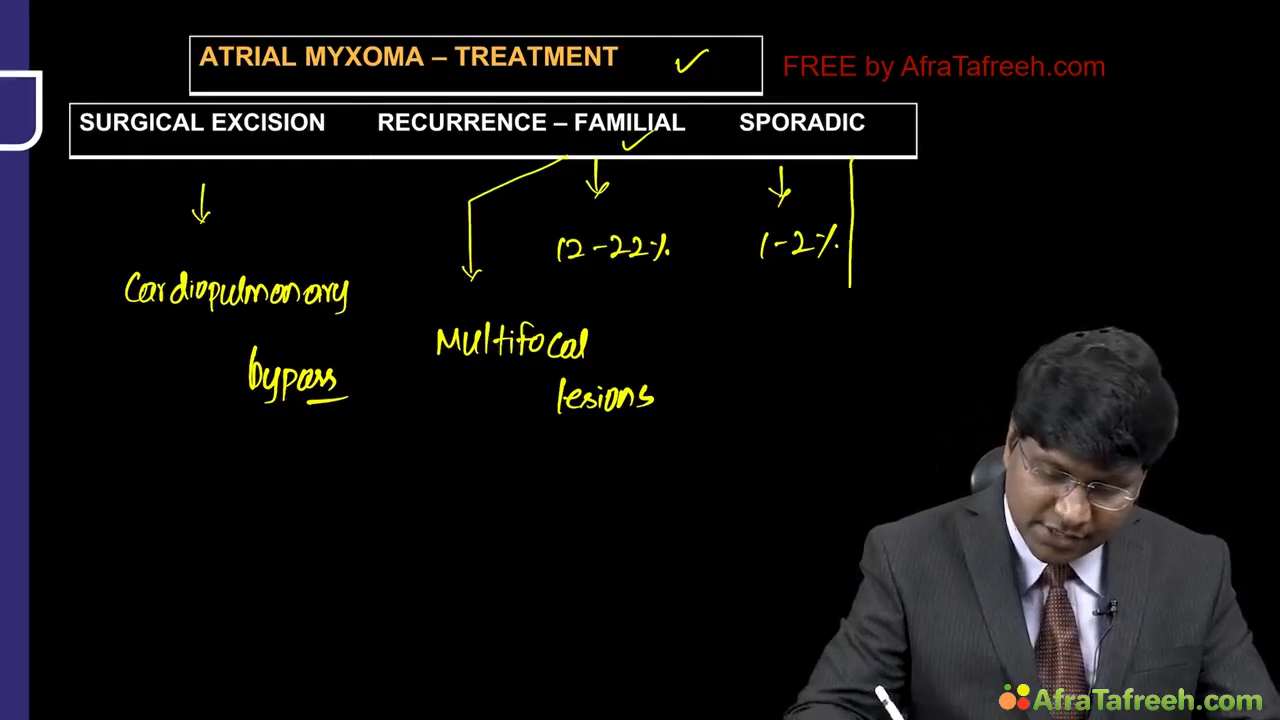 ATRIAL MYXOMA – TREATMENT
FREE by AfraTafreeh.com
SURGICAL EXCISION RECURRENCE – FAMILIAL SPORADIC
12-22%
1-2%
Cardiopulmonary
bypass
Multifocal
lesions
AfraTafreeh.com